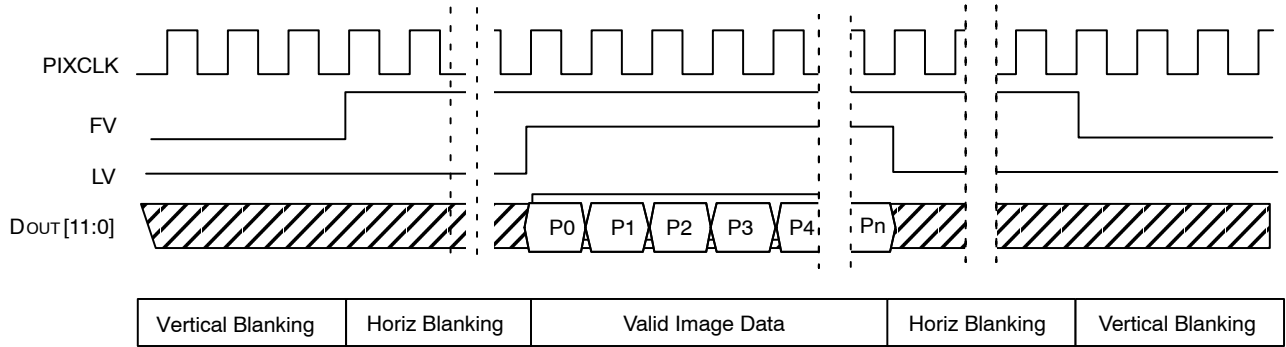 PIXCLK
FV
LV
DOUT[11:0]
P0 P1 P2 P3 P4 Pn
Vertical Blanking Horiz Blanking Valid Image Data Horiz Blanking Vertical Blanking